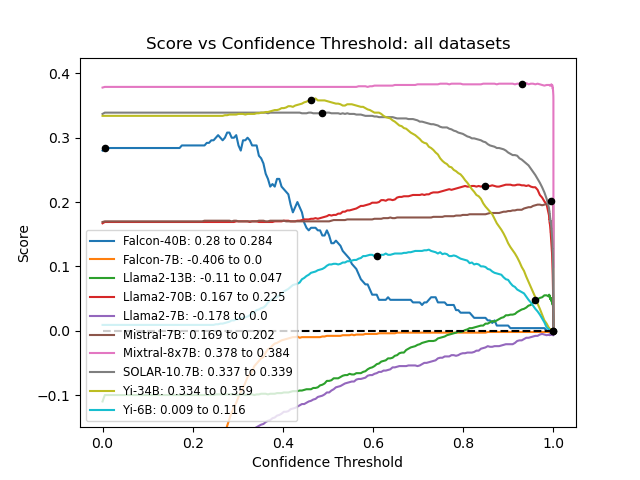 Score vs Confidence Threshold: all datasets
0.4
0.3
0.2
0.1
0.0
−0.1
Score
Falcon-40B: 0.28 to 0.284
Falcon-7B: -0.406 to 0.0
Llama2-13B: -0.11 to 0.047
Llama2-70B: 0.167 to 0.225
Llama2-7B: -0.178 to 0.0
Mistral-7B: 0.169 to 0.202
Mixtral-8x7B: 0.378 to 0.384
SOLAR-10.7B: 0.337 to 0.339
Yi-34B: 0.334 to 0.359
Yi-6B: 0.009 to 0.116
0.0 0.2 0.4 0.6 0.8 1.0
Confidence Threshold